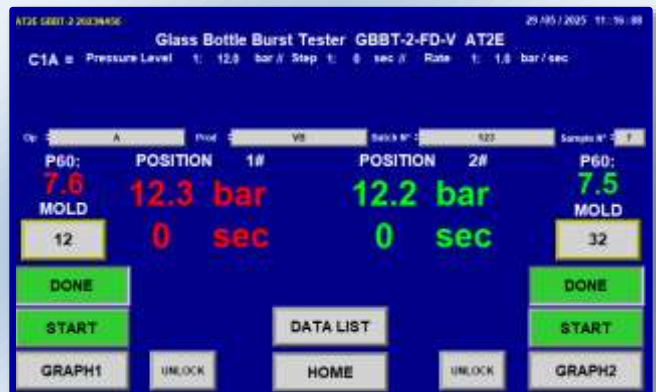 AT2E GBBT-2 2023N456
29 /05 / 2025 11:16:08
Glass Bottle Burst Tester GBBT-2-FD-V AT2E
C1A = Pressure Level 1: 12.0 bar // Step 1: 0 sec // Rate 1: 1.0 bar/sec
Op : A Prod : VB Batch N° : 123 Sample N° : 7
P60: POSITION 1# POSITION 2# P60:
7.6 12.3 bar 12.2 bar 7.5
MOLD 0 sec 0 sec MOLD
12 32
DONE DONE
START DATA LIST START
GRAPH1 UNLOCK HOME UNLOCK GRAPH2